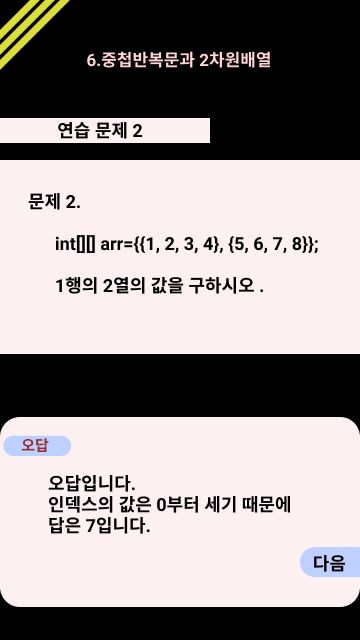 6.중첩반복문과 2차원배열
연습 문제 2
문제 2.
int[][] arr={{1, 2, 3, 4}, {5, 6, 7, 8}};
1행의 2열의 값을 구하시오 .
오답
오답입니다.
인덱스의 값은 0부터 세기 때문에
답은 7입니다.
다음